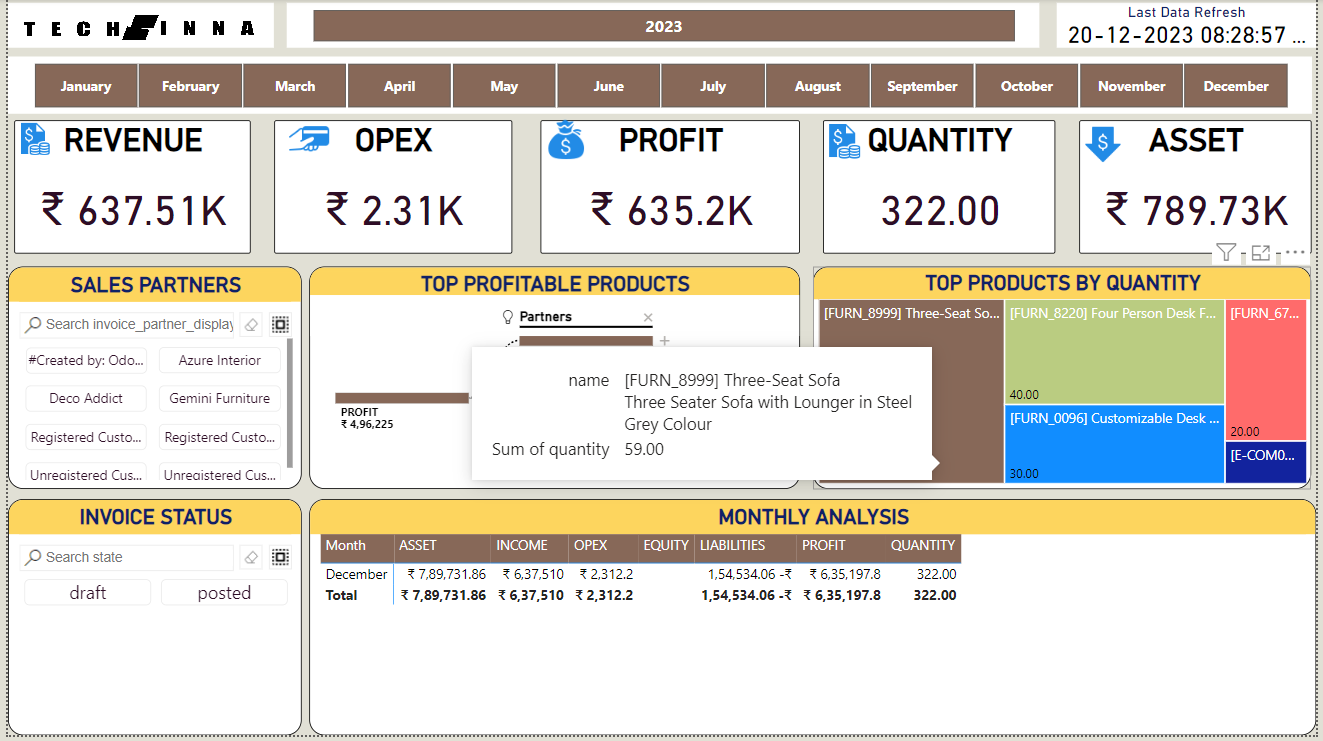 TECHINNA
2023
Last Data Refresh
20-12-2023 08:28:57 ...
January February March April May June July August September October November December
REVENUE
₹ 637.51K
OPEX
₹ 2.31K
PROFIT
₹ 635.2K
QUANTITY
322.00
ASSET
₹ 789.73K
SALES PARTNERS
Search invoice_partner_display
#Created by: Odo... Azure Interior
Deco Addict Gemini Furniture
Registered Custo... Registered Custo...
Unregistered Cus... Unregistered Cus...
TOP PROFITABLE PRODUCTS
Partners
PROFIT
₹ 4,96,225
name [FURN_8999] Three-Seat Sofa
Three Seater Sofa with Lounger in Steel
Grey Colour
Sum of quantity 59.00
TOP PRODUCTS BY QUANTITY
[FURN_8999] Three-Seat So...
[FURN_8220] Four Person Desk F...
40.00
[FURN_0096] Customizable Desk ...
30.00
[FURN_67...
20.00
[E-COM0...
INVOICE STATUS
Search state
draft posted
MONTHLY ANALYSIS
Month ASSET INCOME OPEX EQUITY LIABILITIES PROFIT QUANTITY
December ₹ 7,89,731.86 ₹ 6,37,510 ₹ 2,312.2 1,54,534.06 -₹ ₹ 6,35,197.8 322.00
Total ₹ 7,89,731.86 ₹ 6,37,510 ₹ 2,312.2 1,54,534.06 -₹ ₹ 6,35,197.8 322.00